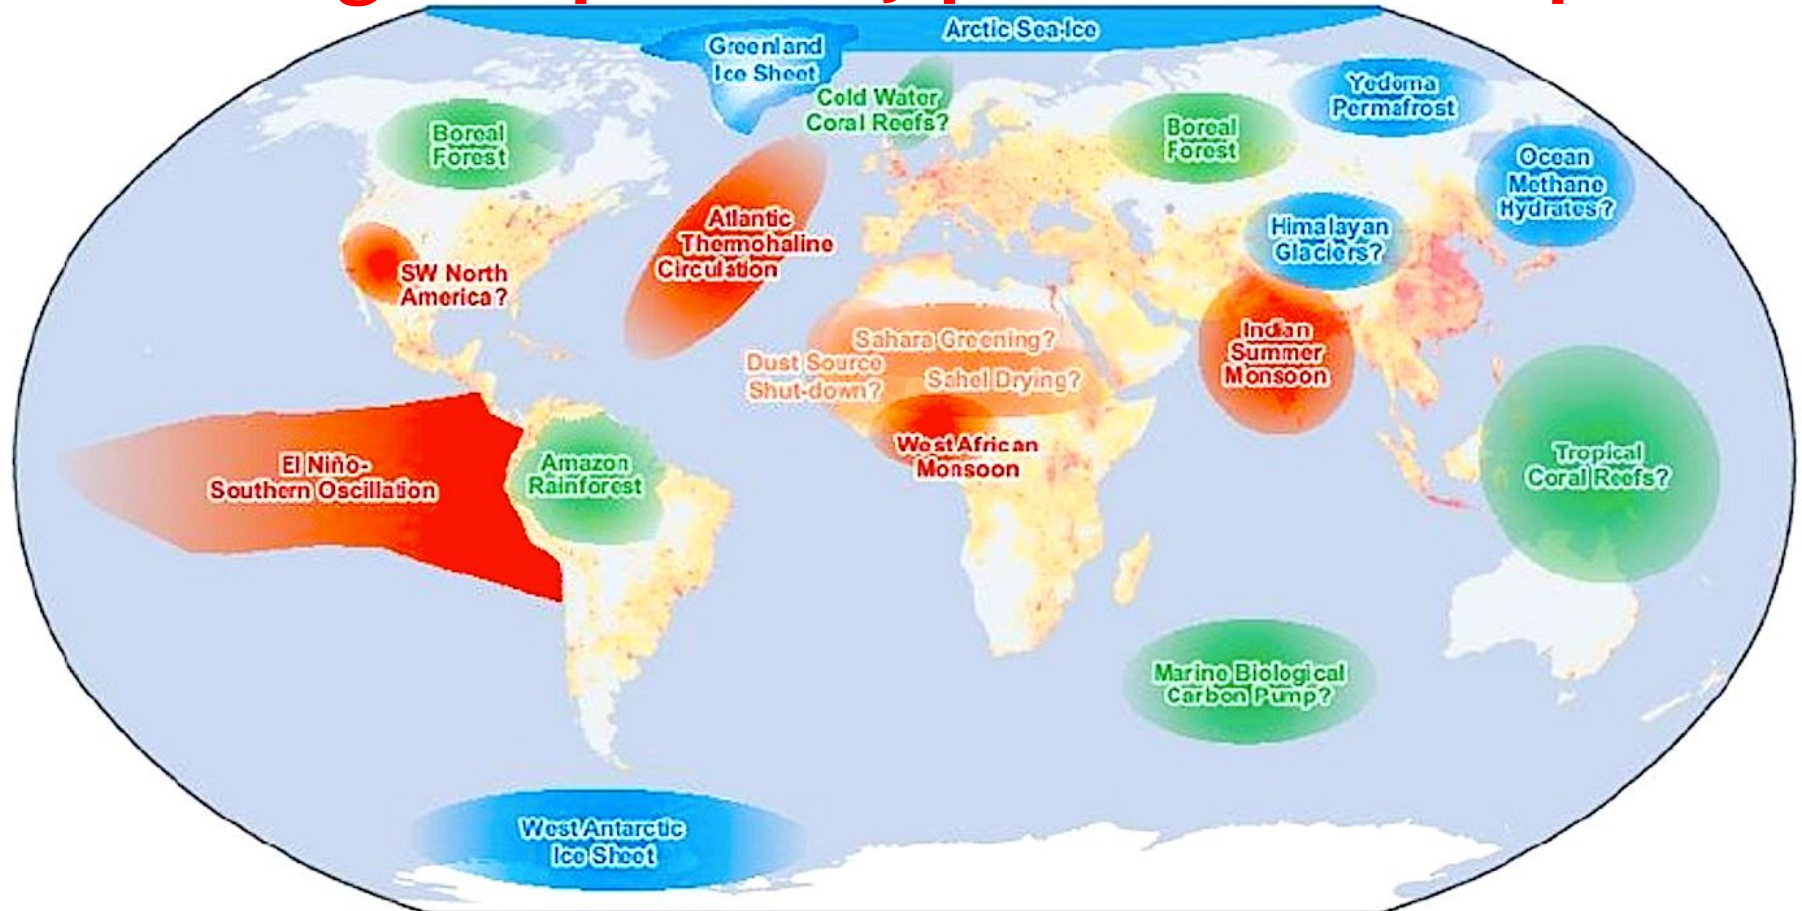 Arctic Sea-Ice
Greenland
Ice Sheet
Cold Water
Coral Reefs?
Yedoma
Permafrost
Boreal
Forest
Boreal
Forest
Ocean
Methane
Hydrates?
Atlantic
Thermohaline
Circulation
Himalayan
Glaciers?
SW North
America?
Sahara Greening?
Dust Source
Shut-down?
Sahel Drying?
Indian
Summer
Monsoon
West African
Monsoon
El Niño-
Southern Oscillation
Amazon
Rainforest
Tropical
Coral Reefs?
Marine Biological
Carbon Pump?
West Antarctic
Ice Sheet